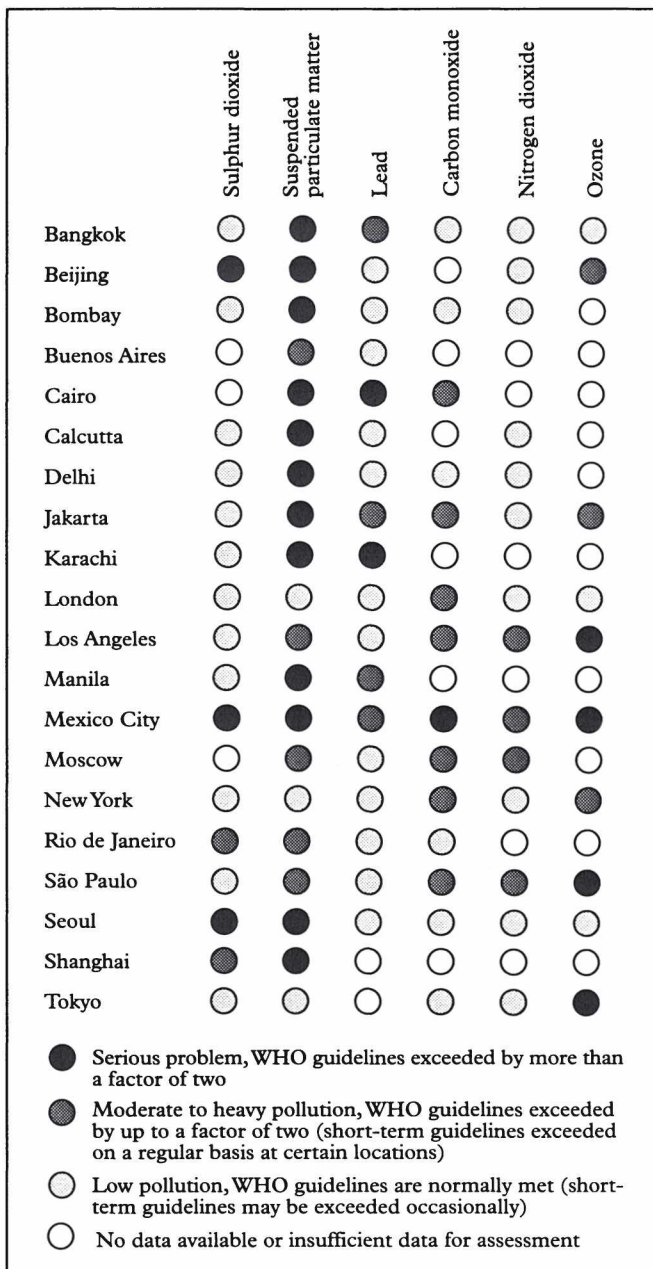 Sulphur dioxide
Suspended
particulate matter
Lead
Carbon monoxide
Nitrogen dioxide
Ozone
Bangkok
Beijing
Bombay
Buenos Aires
Cairo
Calcutta
Delhi
Jakarta
Karachi
London
Los Angeles
Manila
Mexico City
Moscow
New York
Rio de Janeiro
São Paulo
Seoul
Shanghai
Tokyo
Serious problem, WHO guidelines exceeded by more than
a factor of two
Moderate to heavy pollution, WHO guidelines exceeded
by up to a factor of two (short-term guidelines exceeded
on a regular basis at certain locations)
Low pollution, WHO guidelines are normally met (short-
term guidelines may be exceeded occasionally)
No data available or insufficient data for assessment